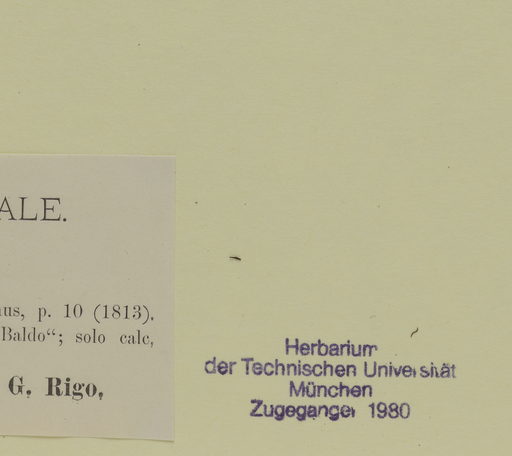 ALE.
us, p. 10 (1813).
Baldo“; solo calc,
G. Rigo,
Herbarium
der Technischen Universität
München
Zugegangen 1980